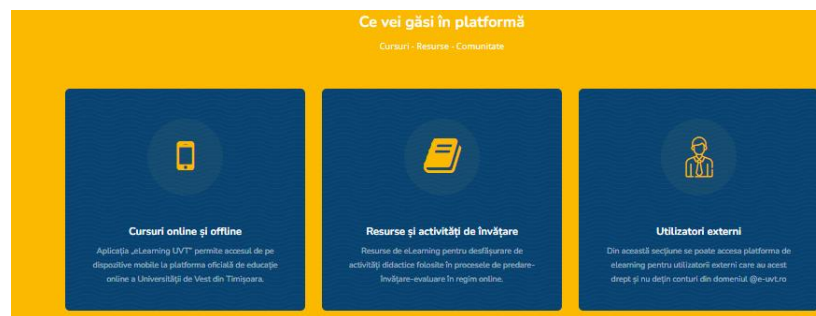 Ce vei găsi în platformă
Cursuri - Resurse - Comunitate
Cursuri online și offline
Aplicația „eLearning UVT" permite accesul de pe
dispozitive mobile la platforma oficială de educație
online a Universității de Vest din Timișoara.
Resurse și activități de învățare
Resurse de eLearning pentru desfășurare de
activități didactice folosite în procesele de predare-
învățare-evaluare în regim online.
Utilizatori externi
Din această secțiune se poate accesa platforma de
elearning pentru utilizatorii externi care au acest
drept și nu dețin conturi din domeniul @e-uvt.ro